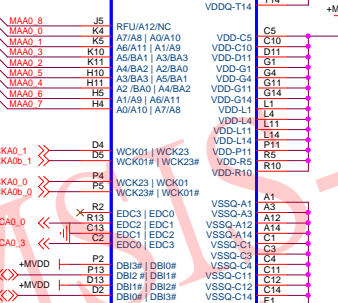 VDDQ-T14 T14
+M
MAA0_8 J5 RFU/A12/NC
MAA0_0 K4 A7/A8 | A0/A10 VDD-C5 C5
MAA0_1 K5 A6/A11 | A1/A9 VDD-C10 C10
MAA0_3 K10 A5/BA1 | A3/BA3 VDD-D11 D11
MAA0_2 K11 A4/BA2 | A2/BA0 VDD-G1 G1
MAA0_5 H10 A3/BA3 | A5/BA1 VDD-G4 G4
MAA0_4 H11 A2 /BA0 | A4/BA2 VDD-G11 G11
MAA0_6 H5 A1/A9 | A6/A11 VDD-G14 G14
MAA0_7 H4 A0/A10 | A7/A8 VDD-L1 L1
VDD-L4 L4
VDD-L11 L11
VDD-L14 L14
CKA0_1 D4 WCK01 | WCK23 VDD-P11 P11
CKA0b_1 D5 WCK01# | WCK23# VDD-R5 R5
VDD-R10 R10
CKA0_0 P4 WCK23 | WCK01
CKA0b_0 P5 WCK23# | WCK01#
VSSQ-A1 A1
R2 EDC3 | EDC0 VSSQ-A3 A3
CA0_0 R13 EDC2 | EDC1 VSSQ-A12 A12
C13 EDC1 | EDC2 VSSQ-A14 A14
CA0_3 C2 EDC0 | EDC3 VSSQ-C1 C1
VSSQ-C3 C3
+MVDD P2 DBI3# | DBI0# VSSQ-C4 C4
P13 DBI2# | DBI1# VSSQ-C11 C11
+MVDD D13 DBI1# | DBI2# VSSQ-C12 C12
D2 DBI0# | DBI3# VSSQ-C14 C14
E1